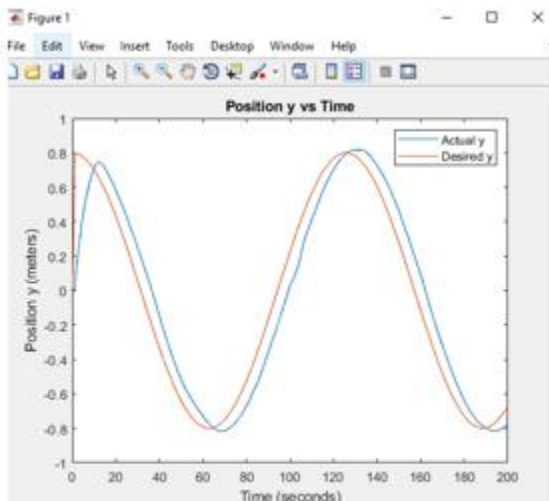 Figure 1
File Edit View Insert Tools Desktop Window Help
Position y vs Time
Actual y
Desired y
Position y (meters)
1
0.8
0.6
0.4
0.2
0
-0.2
-0.4
-0.6
-0.8
-1
0 20 40 60 80 100 120 140 160 180 200
Time (seconds)